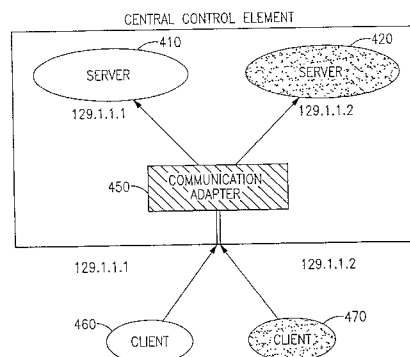 CENTRAL CONTROL ELEMENT
410
420
SERVER
SERVER
129.1.1.1
129.1.1.2
450
COMMUNICATION
ADAPTER
129.1.1.1
129.1.1.2
460
470
CLIENT
CLIENT